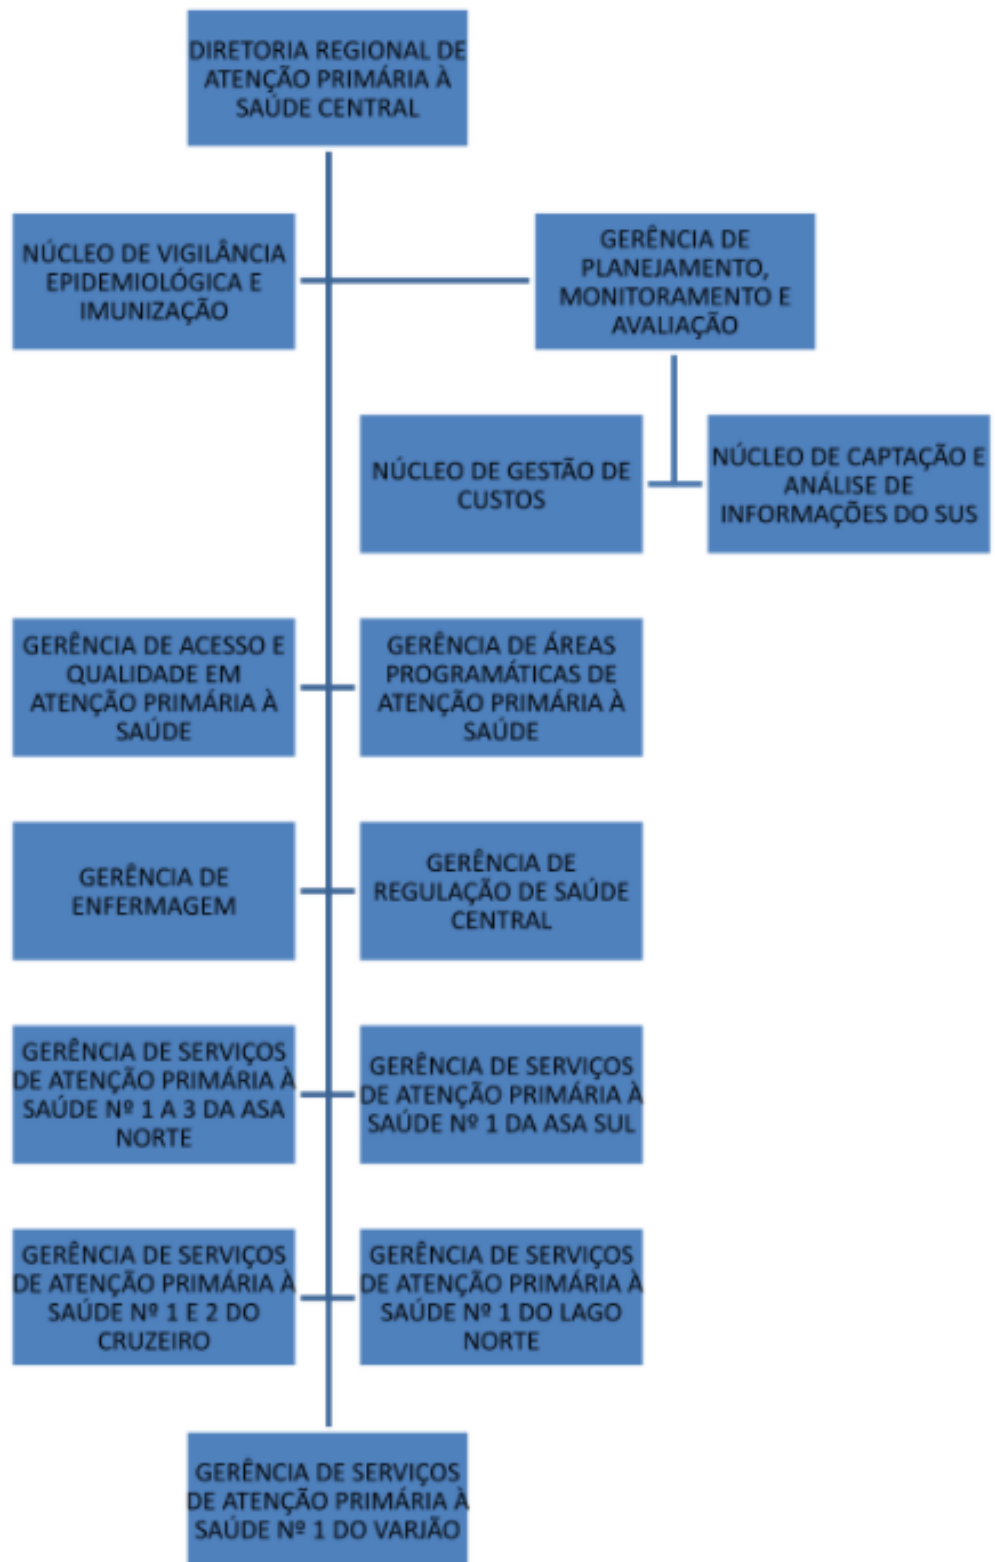 DIRETORIA REGIONAL DE
ATENÇÃO PRIMÁRIA À
SAÚDE CENTRAL
NÚCLEO DE VIGILÂNCIA
EPIDEMIOLÓGICA E
IMUNIZAÇÃO
GERÊNCIA DE
PLANEJAMENTO,
MONITORAMENTO E
AVALIAÇÃO
NÚCLEO DE GESTÃO DE
CUSTOS
NÚCLEO DE CAPTAÇÃO E
ANÁLISE DE
INFORMAÇÕES DO SUS
GERÊNCIA DE ACESSO E
QUALIDADE EM
ATENÇÃO PRIMÁRIA À
SAÚDE
GERÊNCIA DE ÁREAS
PROGRAMÁTICAS DE
ATENÇÃO PRIMÁRIA À
SAÚDE
GERÊNCIA DE
ENFERMAGEM
GERÊNCIA DE
REGULAÇÃO DE SAÚDE
CENTRAL
GERÊNCIA DE SERVIÇOS
DE ATENÇÃO PRIMÁRIA À
SAÚDE Nº 1 A 3 DA ASA
NORTE
GERÊNCIA DE SERVIÇOS
DE ATENÇÃO PRIMÁRIA À
SAÚDE Nº 1 DA ASA SUL
GERÊNCIA DE SERVIÇOS
DE ATENÇÃO PRIMÁRIA À
SAÚDE Nº 1 E 2 DO
CRUZEIRO
GERÊNCIA DE SERVIÇOS
DE ATENÇÃO PRIMÁRIA À
SAÚDE Nº 1 DO LAGO
NORTE
GERÊNCIA DE SERVIÇOS
DE ATENÇÃO PRIMÁRIA À
SAÚDE Nº 1 DO VARJÃO